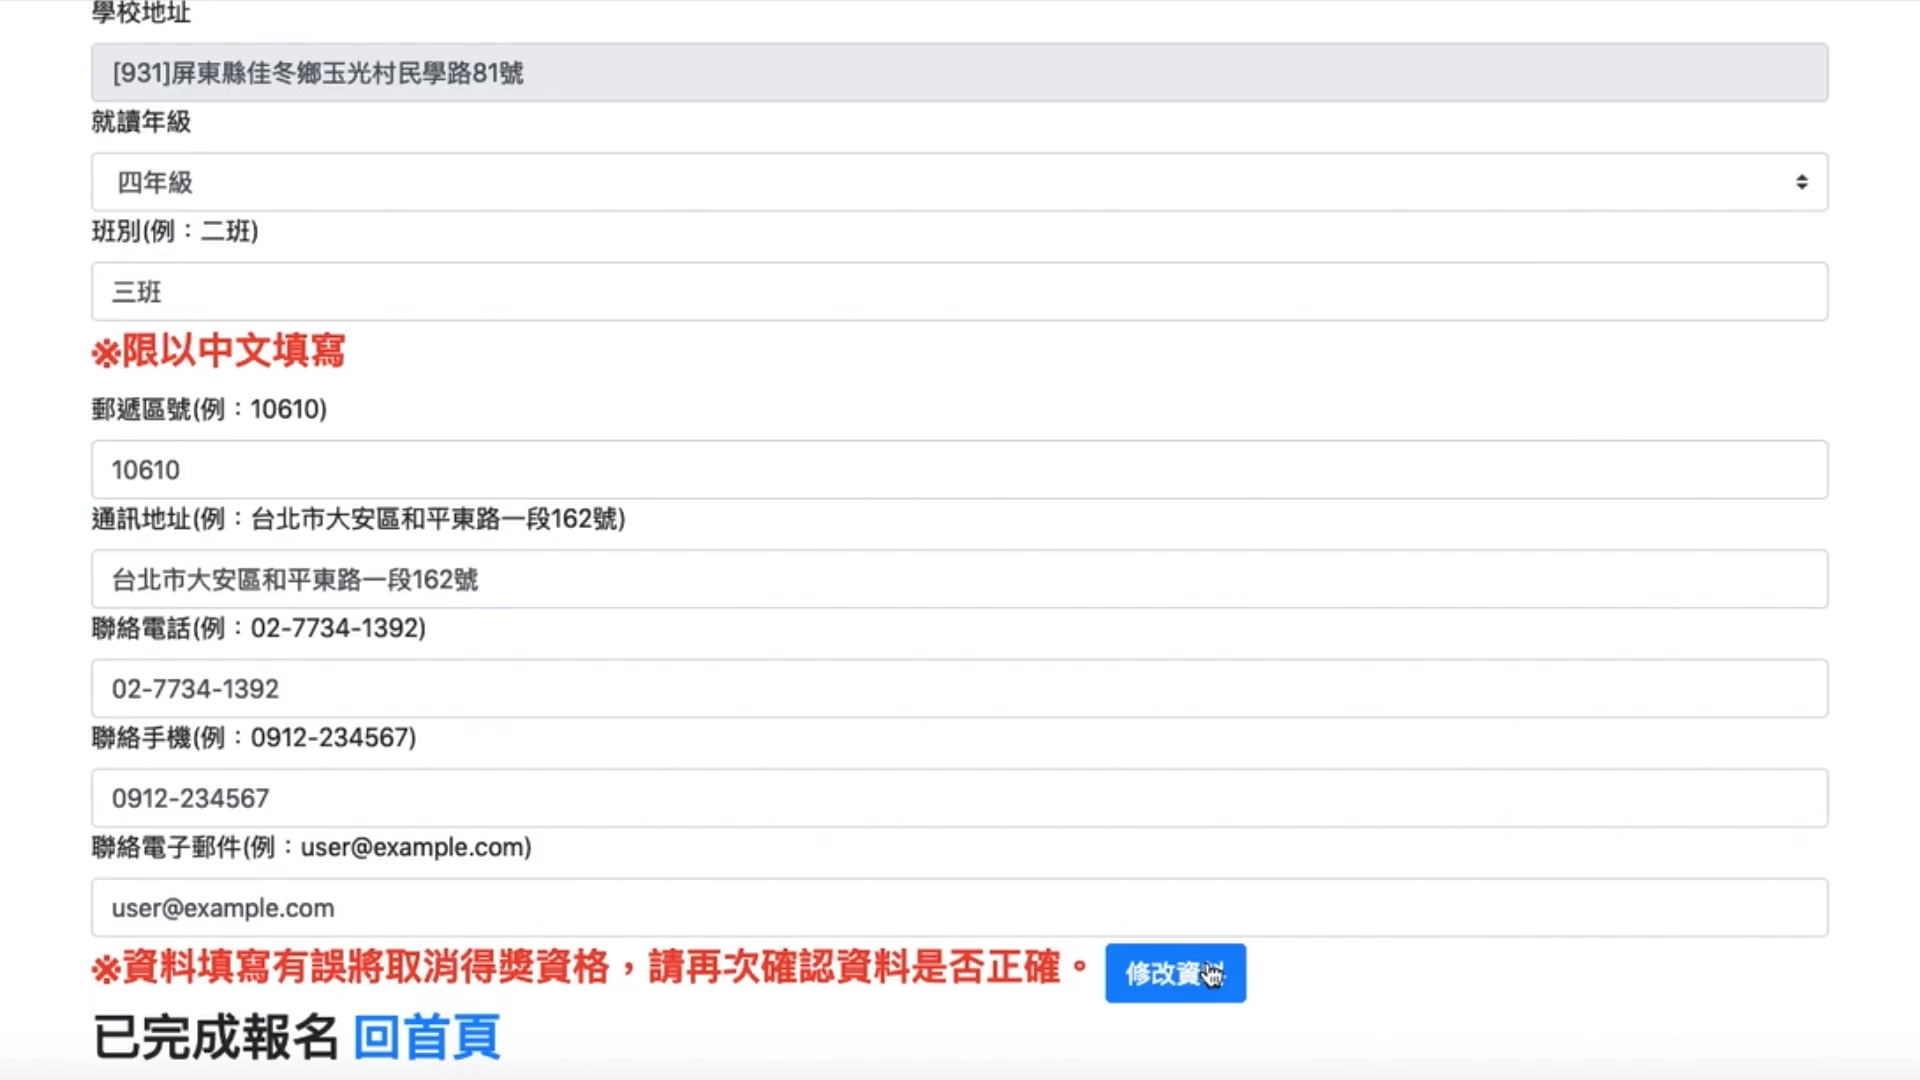 學校地址
[931]屏東縣佳冬鄉玉光村民學路81號
就讀年級
四年級
班別(例：二班)
三班
※限以中文填寫
郵遞區號(例：10610)
10610
通訊地址(例：台北市大安區和平東路一段162號)
台北市大安區和平東路一段162號
聯絡電話(例：02-7734-1392)
02-7734-1392
聯絡手機(例：0912-234567)
0912-234567
聯絡電子郵件(例：user@example.com)
user@example.com
※資料填寫有誤將取消得獎資格，請再次確認資料是否正確。 修改資料
已完成報名 回首頁